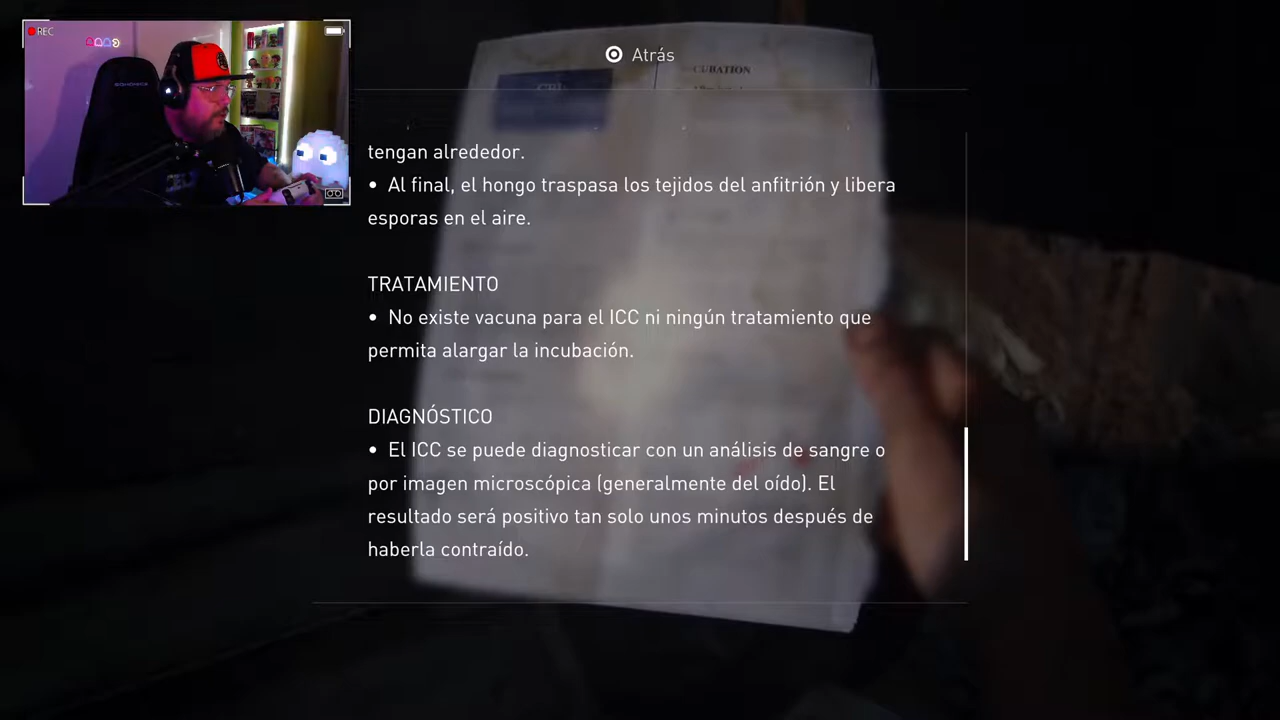 REC
Atrás
tengan alrededor.
• Al final, el hongo traspasa los tejidos del anfitrión y libera
esporas en el aire.
TRATAMIENTO
• No existe vacuna para el ICC ni ningún tratamiento que
permita alargar la incubación.
DIAGNÓSTICO
• El ICC se puede diagnosticar con un análisis de sangre o
por imagen microscópica (generalmente del oído). El
resultado será positivo tan solo unos minutos después de
haberla contraído.